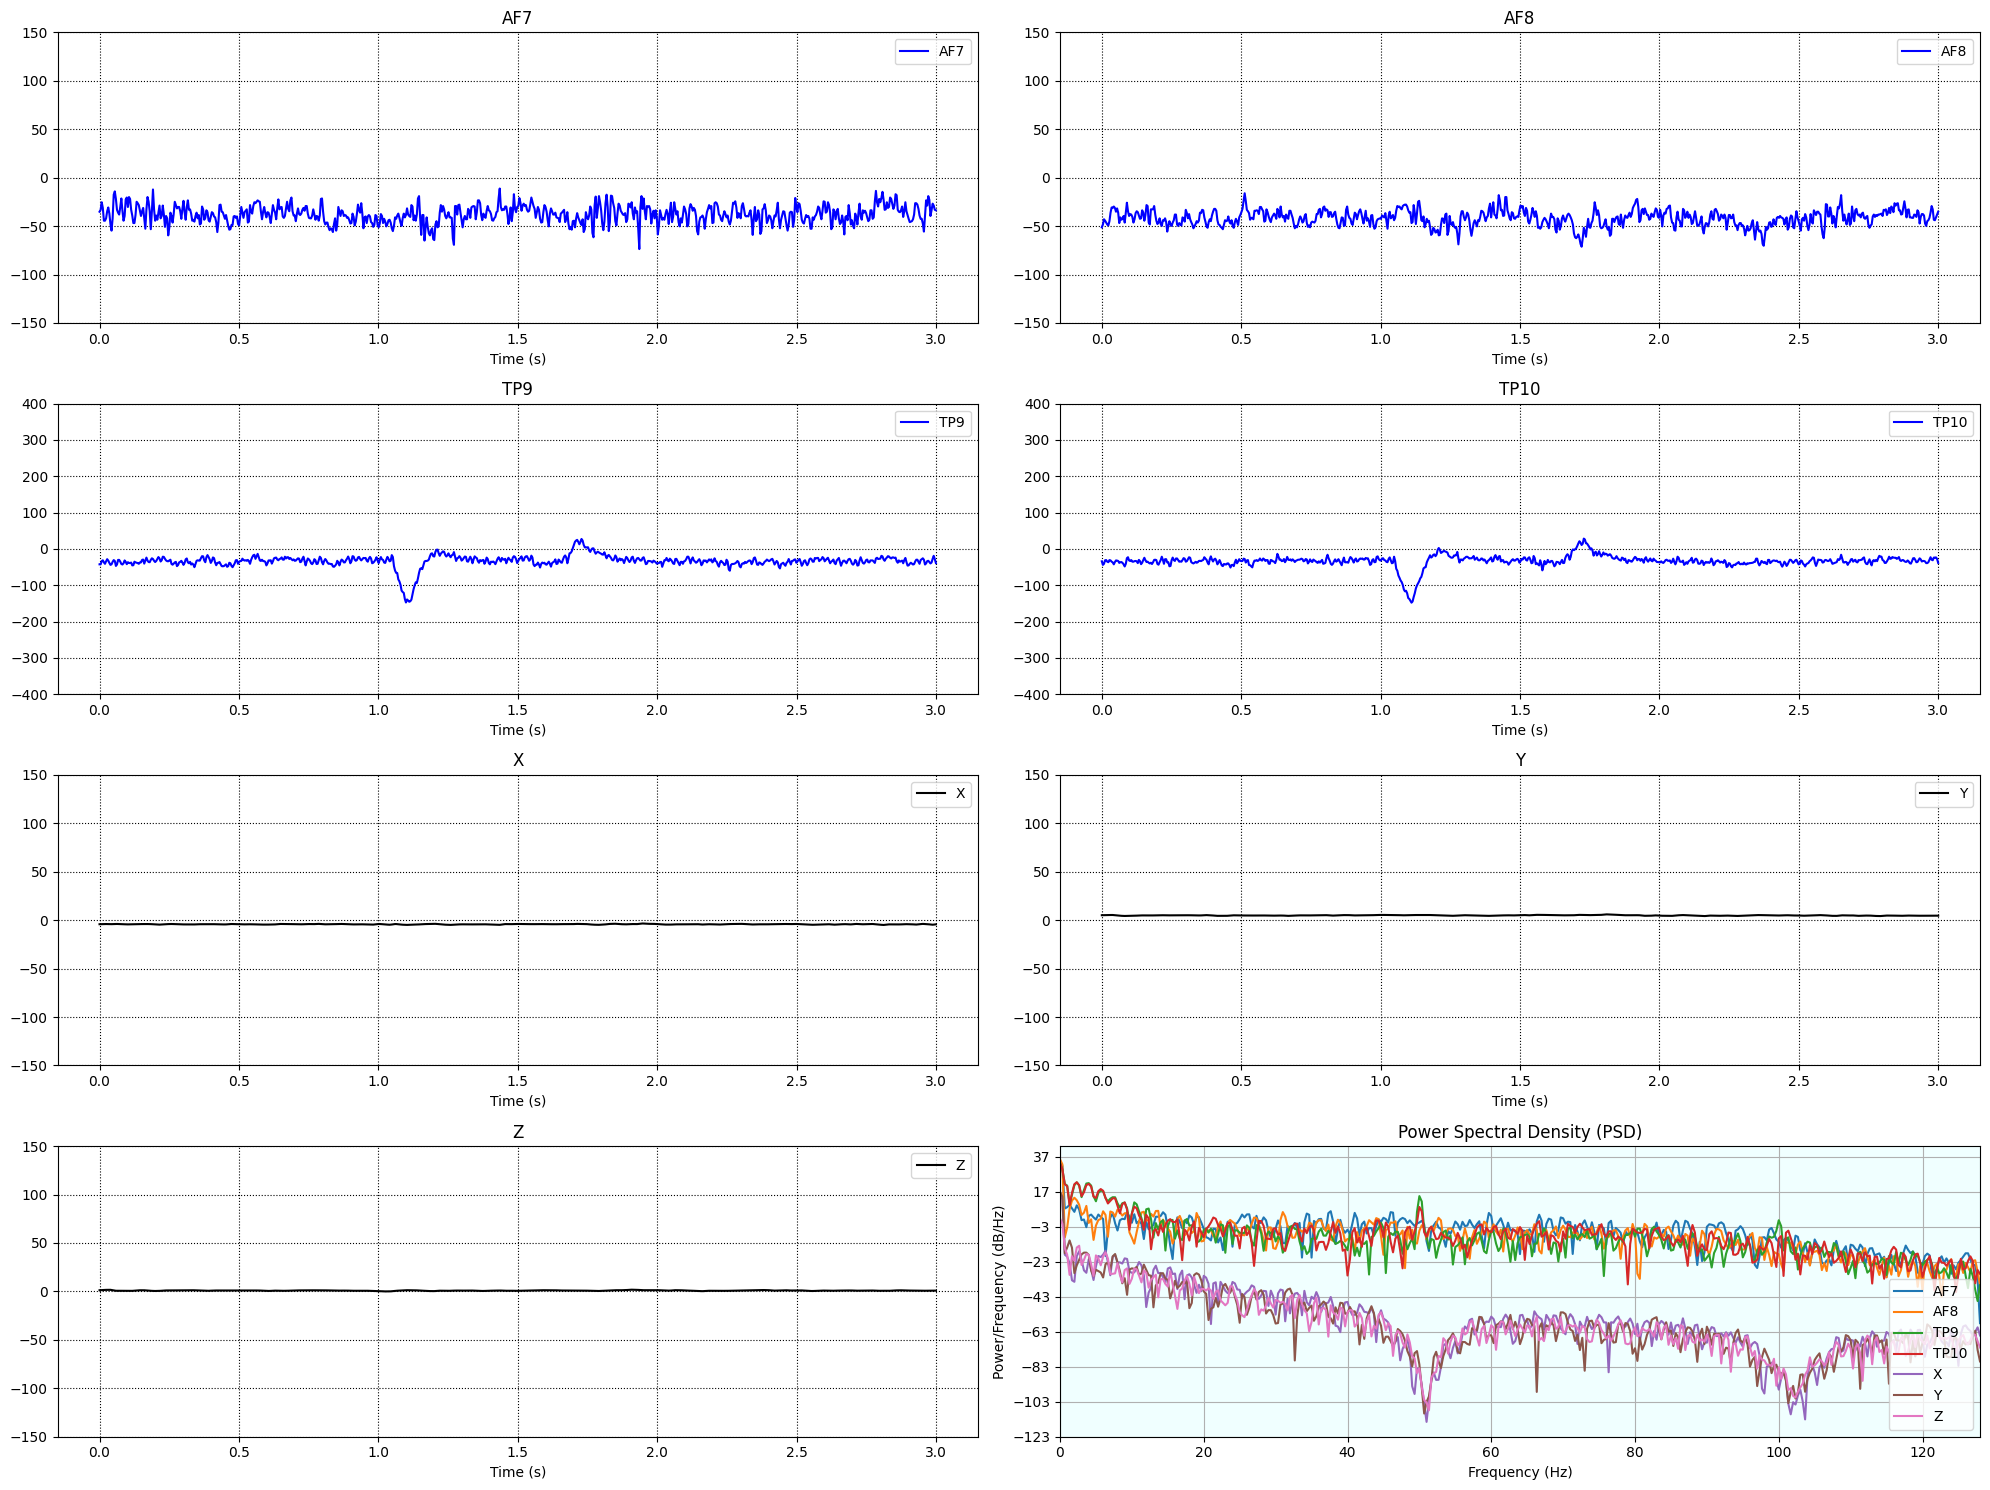 AF7
150
100
50
0
−50
−100
−150
0.0 0.5 1.0 1.5 2.0 2.5 3.0
Time (s)
AF7
AF8
150
100
50
0
−50
−100
−150
0.0 0.5 1.0 1.5 2.0 2.5 3.0
Time (s)
AF8
TP9
400
300
200
100
0
−100
−200
−300
−400
0.0 0.5 1.0 1.5 2.0 2.5 3.0
Time (s)
TP9
TP10
400
300
200
100
0
−100
−200
−300
−400
0.0 0.5 1.0 1.5 2.0 2.5 3.0
Time (s)
TP10
X
150
100
50
0
−50
−100
−150
0.0 0.5 1.0 1.5 2.0 2.5 3.0
Time (s)
X
Y
150
100
50
0
−50
−100
−150
0.0 0.5 1.0 1.5 2.0 2.5 3.0
Time (s)
Y
Z
150
100
50
0
−50
−100
−150
0.0 0.5 1.0 1.5 2.0 2.5 3.0
Time (s)
Z
Power Spectral Density (PSD)
Power/Frequency (dB/Hz)
37
17
−3
−23
−43
−63
−83
−103
−123
0 20 40 60 80 100 120
Frequency (Hz)
AF7
AF8
TP9
TP10
X
Y
Z